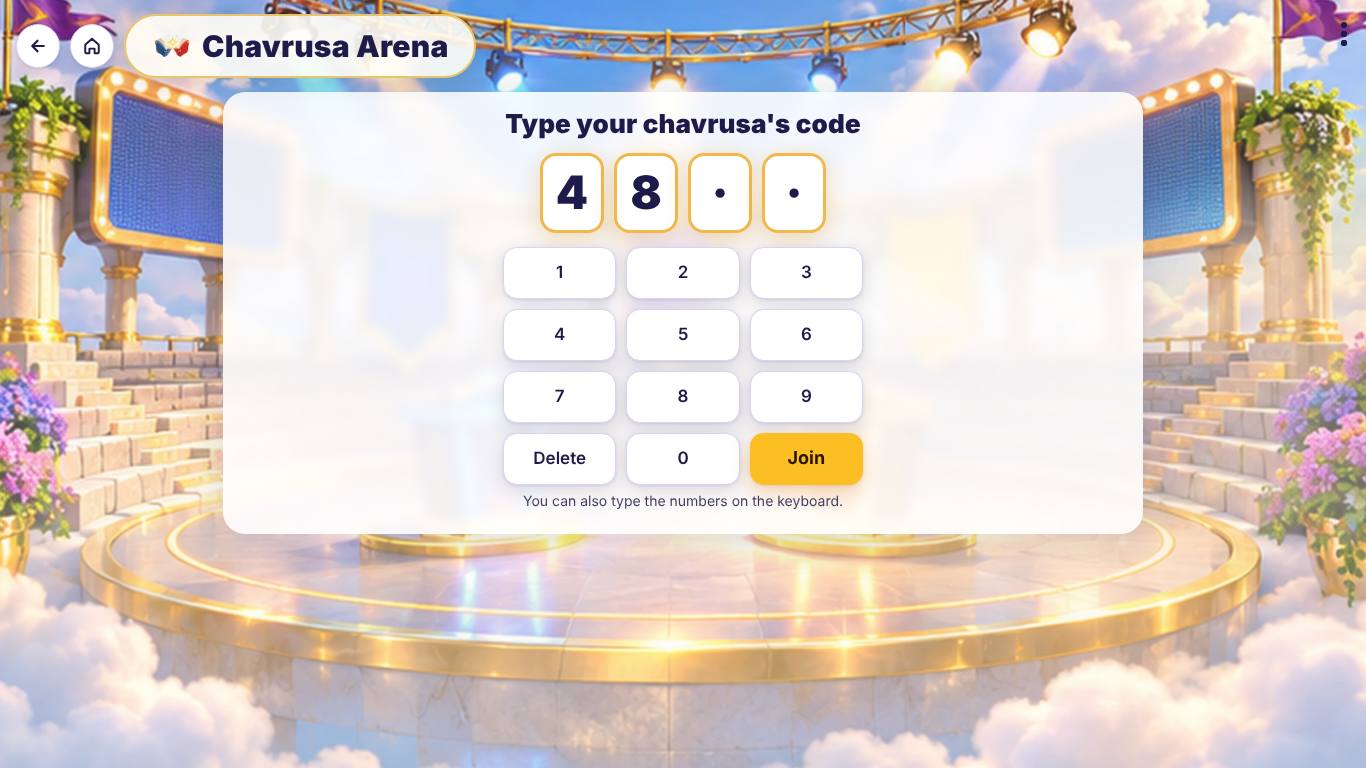 Chavrusa Arena
Type your chavrusa's code
4 8 • •
1 2 3
4 5 6
7 8 9
Delete 0 Join
You can also type the numbers on the keyboard.